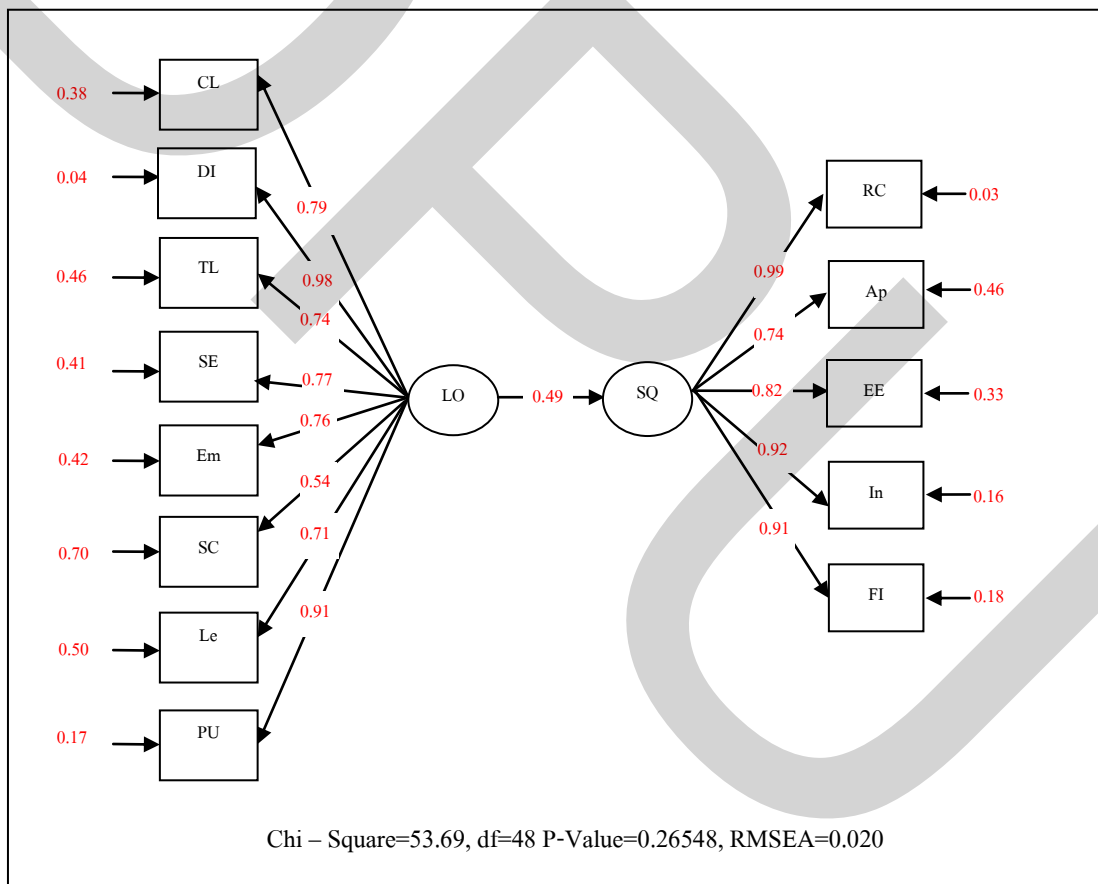 CL
0.38
DI
0.04
0.79
RC
0.03
TL
0.46
0.98
0.99
Ap
0.46
0.74
0.74
SE
0.41
0.77
LO
0.49
SQ
0.82
EE
0.33
0.76
Em
0.42
0.54
0.92
In
0.16
SC
0.70
0.71
0.91
Le
0.50
0.91
FI
0.18
PU
0.17
Chi – Square=53.69, df=48 P-Value=0.26548, RMSEA=0.020